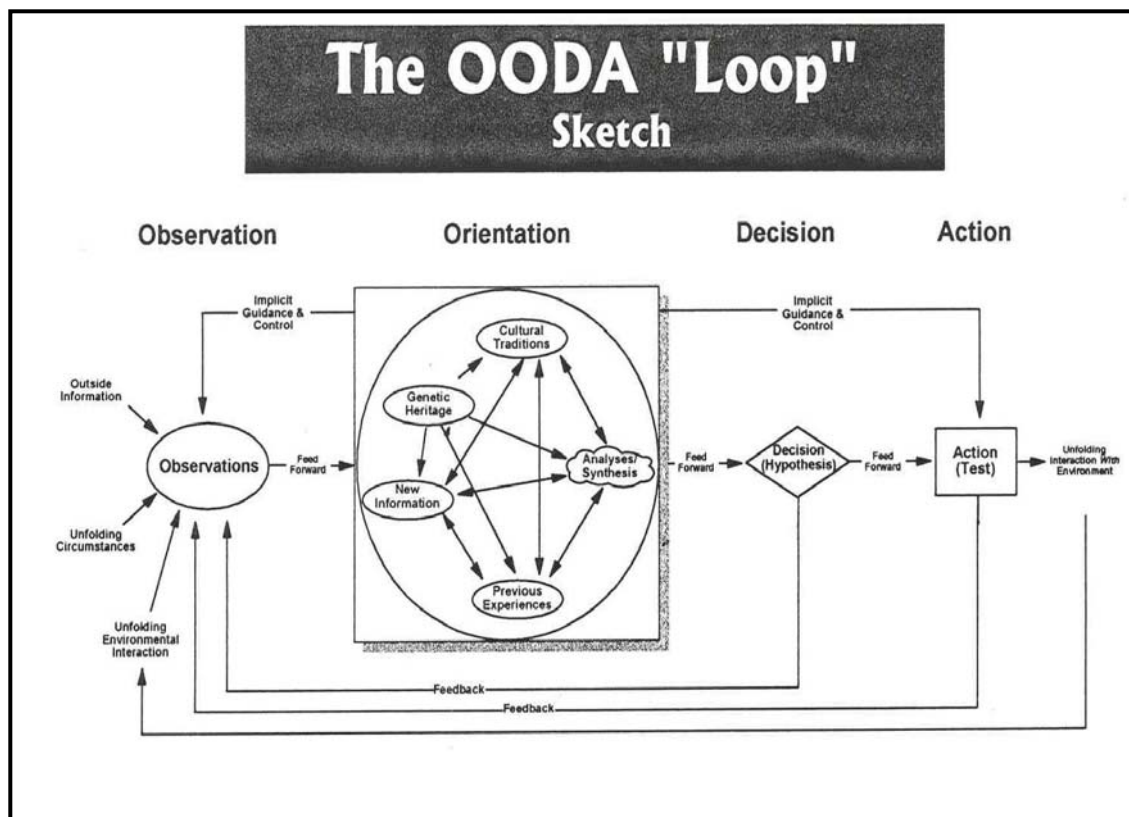 The OODA "Loop"
Sketch
Observation
Orientation
Decision
Action
Implicit
Guidance & Control
Implicit
Guidance & Control
Cultural
Traditions
Outside
Information
Genetic
Heritage
Observations
Feed
Forward
Analyses/
Synthesis
Feed
Forward
Decision
(Hypothesis)
Feed
Forward
Action
(Test)
Unfolding
Interaction With
Environment
New
Information
Unfolding
Circumstances
Previous
Experiences
Unfolding
Environmental
Interaction
Feedback
Feedback